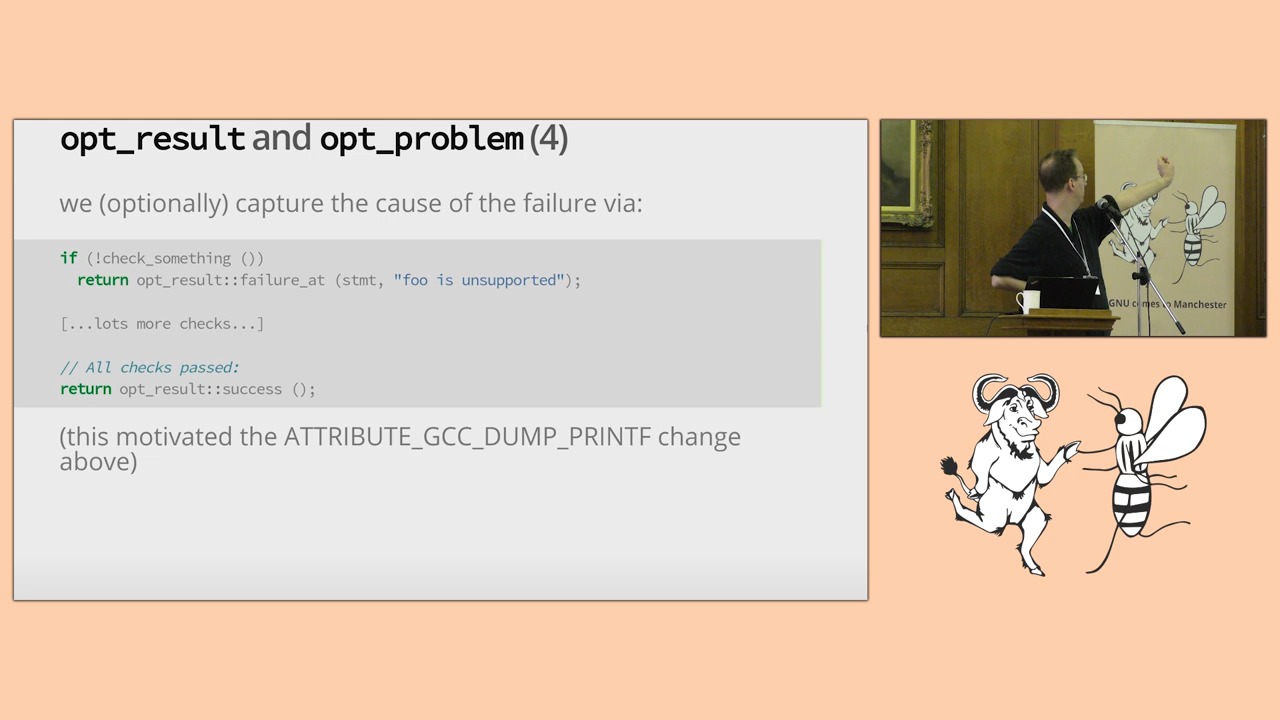 opt_result and opt_problem (4)
we (optionally) capture the cause of the failure via:
if (!check_something ())
return opt_result::failure_at (stmt, "foo is unsupported");
[...lots more checks...]
// All checks passed:
return opt_result::success ();
(this motivated the ATTRIBUTE_GCC_DUMP_PRINTF change
above)
GNU comes to Manchester